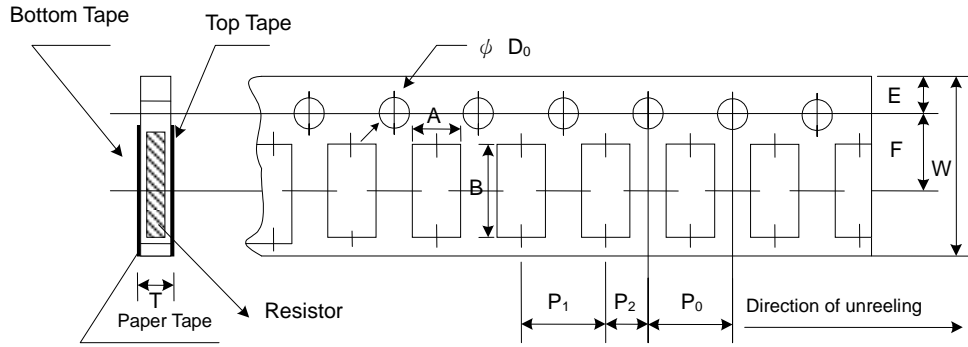 Bottom Tape
Top Tape
ψ D₀
E
A
F
W
B
T
Paper Tape
Resistor
P₁
P₂
P₀
Direction of unreeling